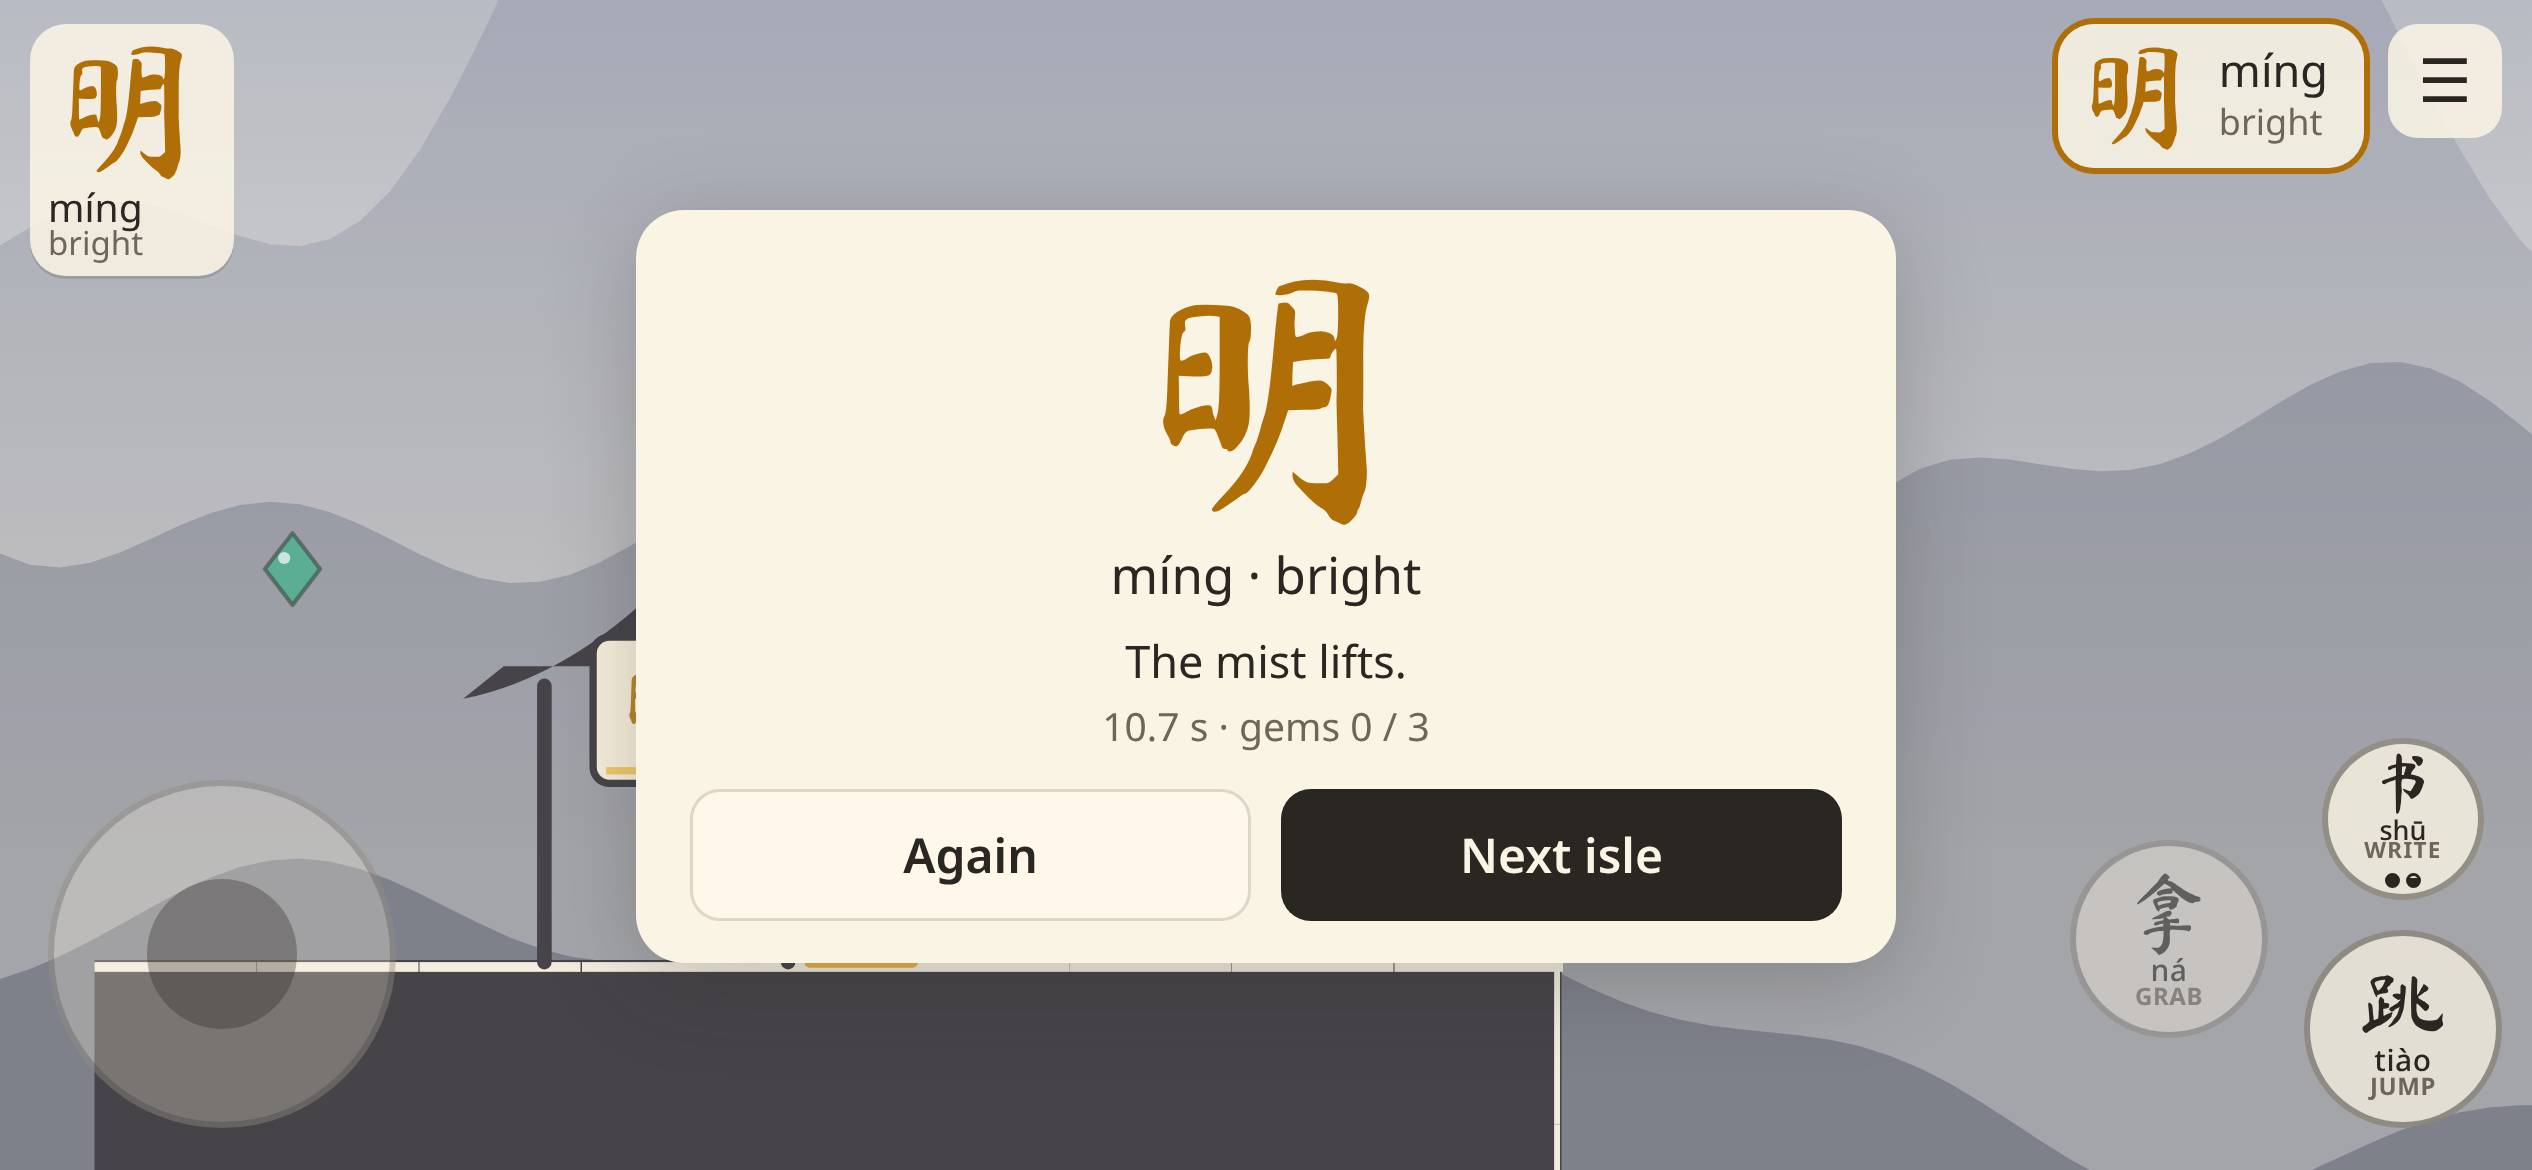 明
míng
bright
明
míng
bright
☰
明
míng · bright
The mist lifts.
10.7 s · gems 0 / 3
Again
Next isle
书
shū
WRITE
拿
ná
GRAB
跳
tiào
JUMP